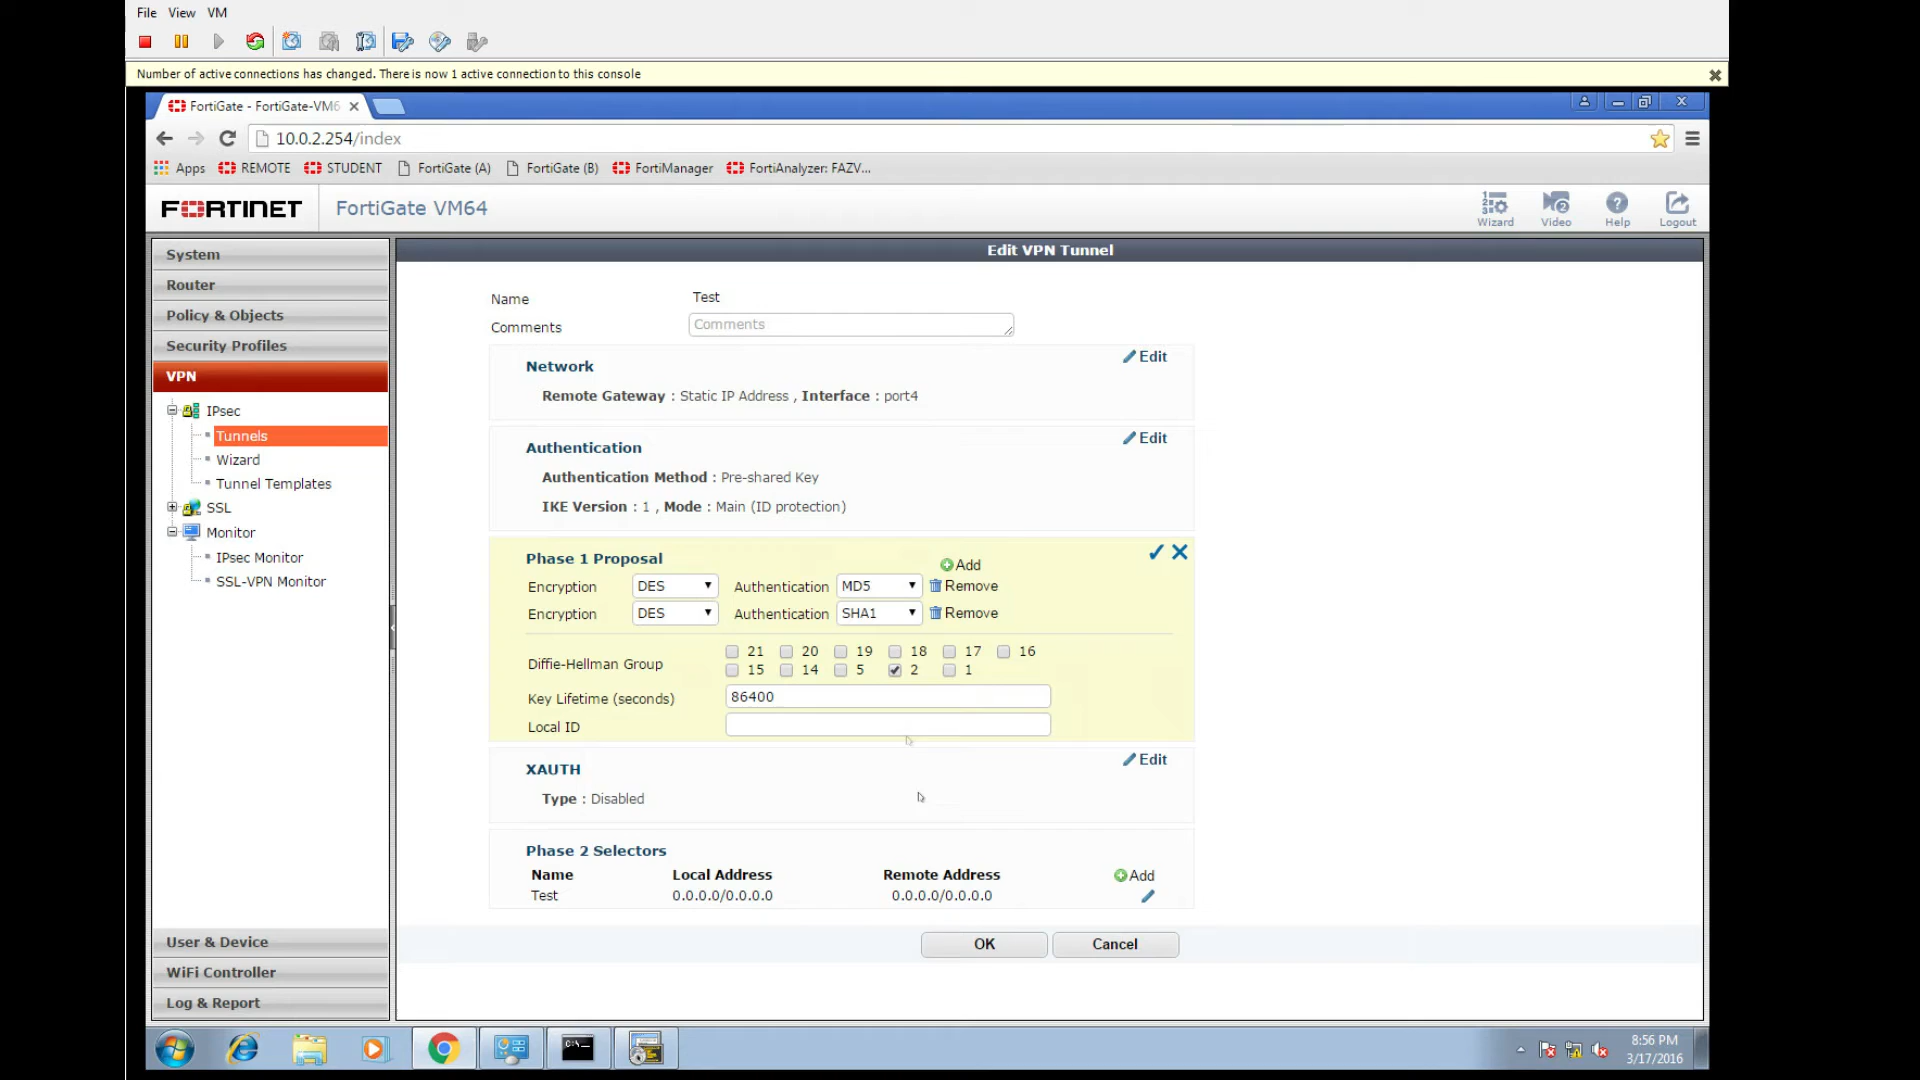 File View VM
Number of active connections has changed. There is now 1 active connection to this console
FortiGate - FortiGate-VM6
10.0.2.254/index
Apps REMOTE STUDENT FortiGate (A) FortiGate (B) FortiManager FortiAnalyzer: FAZV...
FORTINET FortiGate VM64
Wizard Video Help Logout
System
Router
Policy & Objects
Security Profiles
VPN
IPsec
Tunnels
Wizard
Tunnel Templates
SSL
Monitor
IPsec Monitor
SSL-VPN Monitor
User & Device
WiFi Controller
Log & Report
Edit VPN Tunnel
Name Test
Comments Comments
Network Edit
Remote Gateway : Static IP Address , Interface : port4
Authentication Edit
Authentication Method : Pre-shared Key
IKE Version : 1 , Mode : Main (ID protection)
Phase 1 Proposal Add
Encryption DES Authentication MD5 Remove
Encryption DES Authentication SHA1 Remove
Diffie-Hellman Group
21 20 19 18 17 16
15 14 5 2 1
Key Lifetime (seconds) 86400
Local ID
XAUTH Edit
Type : Disabled
Phase 2 Selectors
Name Local Address Remote Address Add
Test 0.0.0.0/0.0.0.0 0.0.0.0/0.0.0.0
OK Cancel
C:\_
8:56 PM
3/17/2016